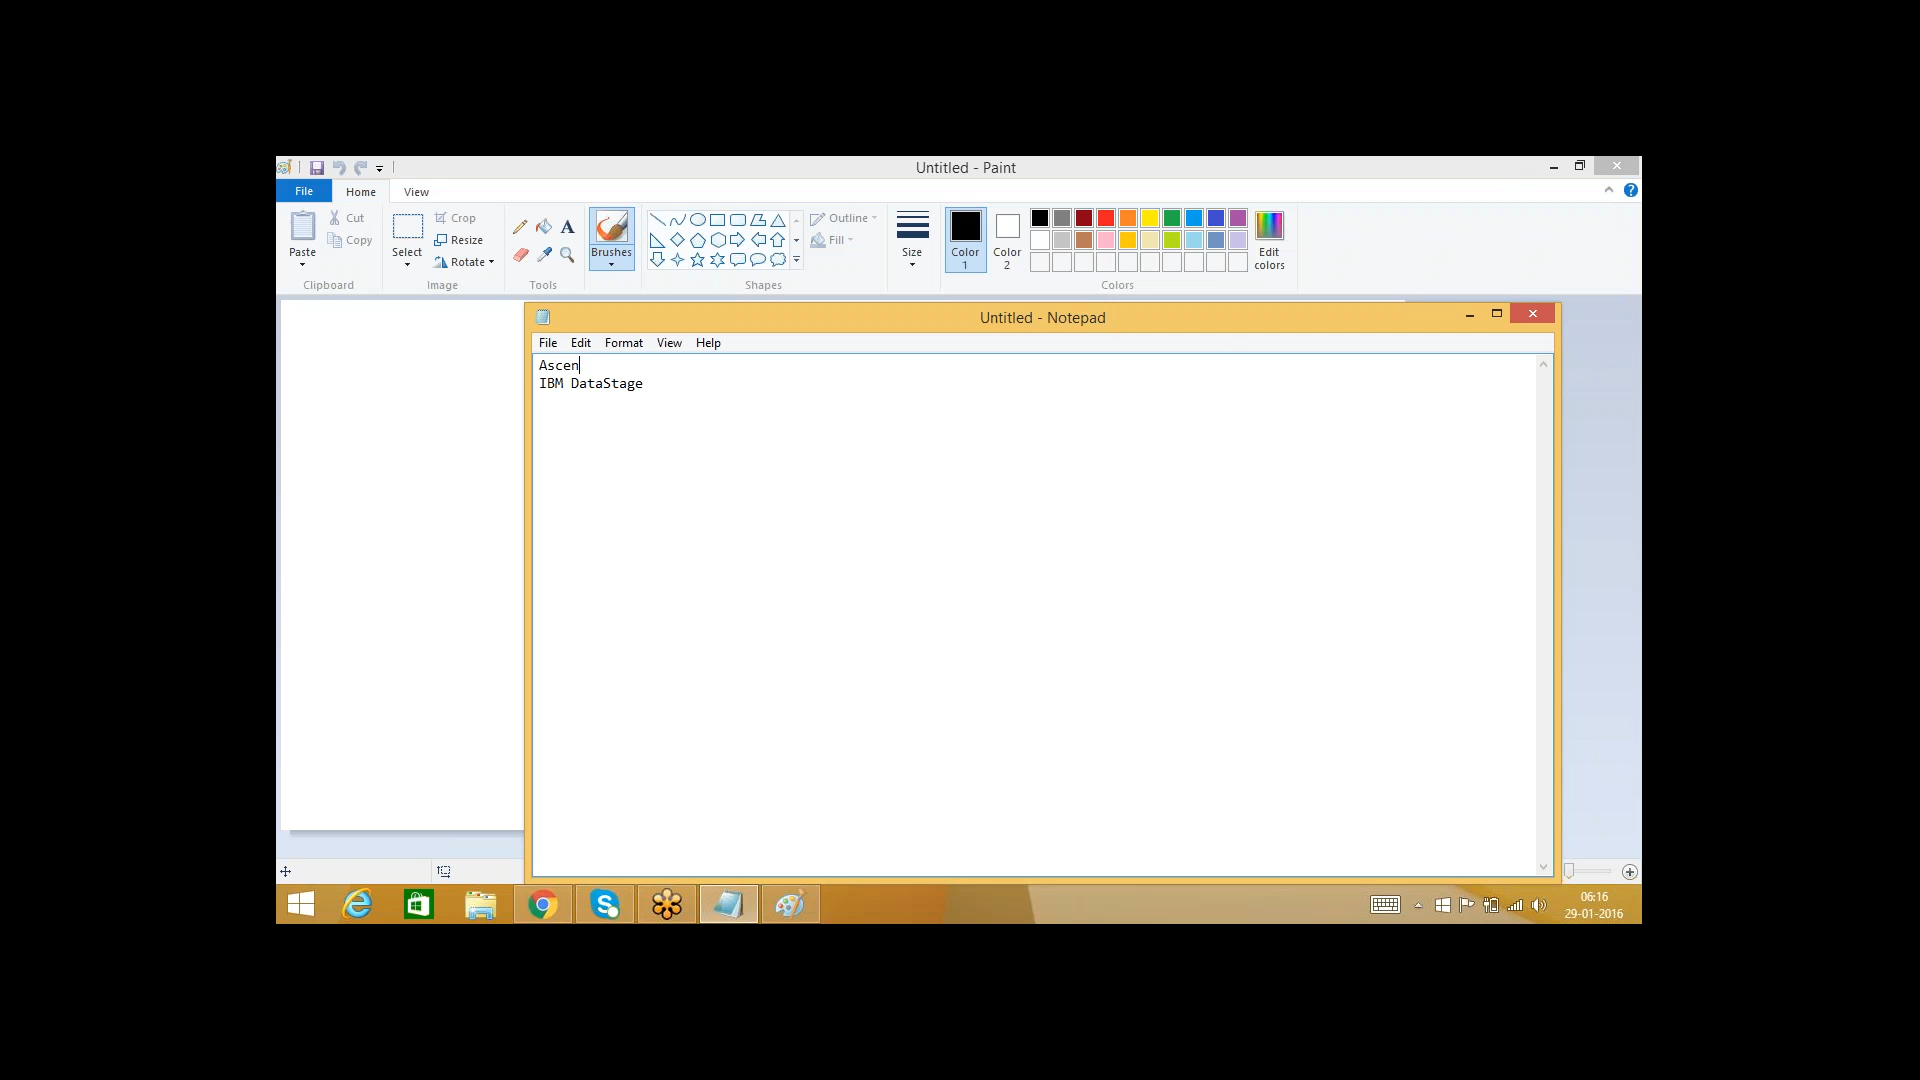 Untitled - Paint
File Home View
Paste
Cut
Copy
Clipboard
Select
Crop
Resize
Rotate
Image
Tools
Brushes
Outline
Fill
Shapes
Size
Color
1
Color
2
Edit
colors
Colors
Untitled - Notepad
File Edit Format View Help
Ascen
IBM DataStage
06:16
29-01-2016